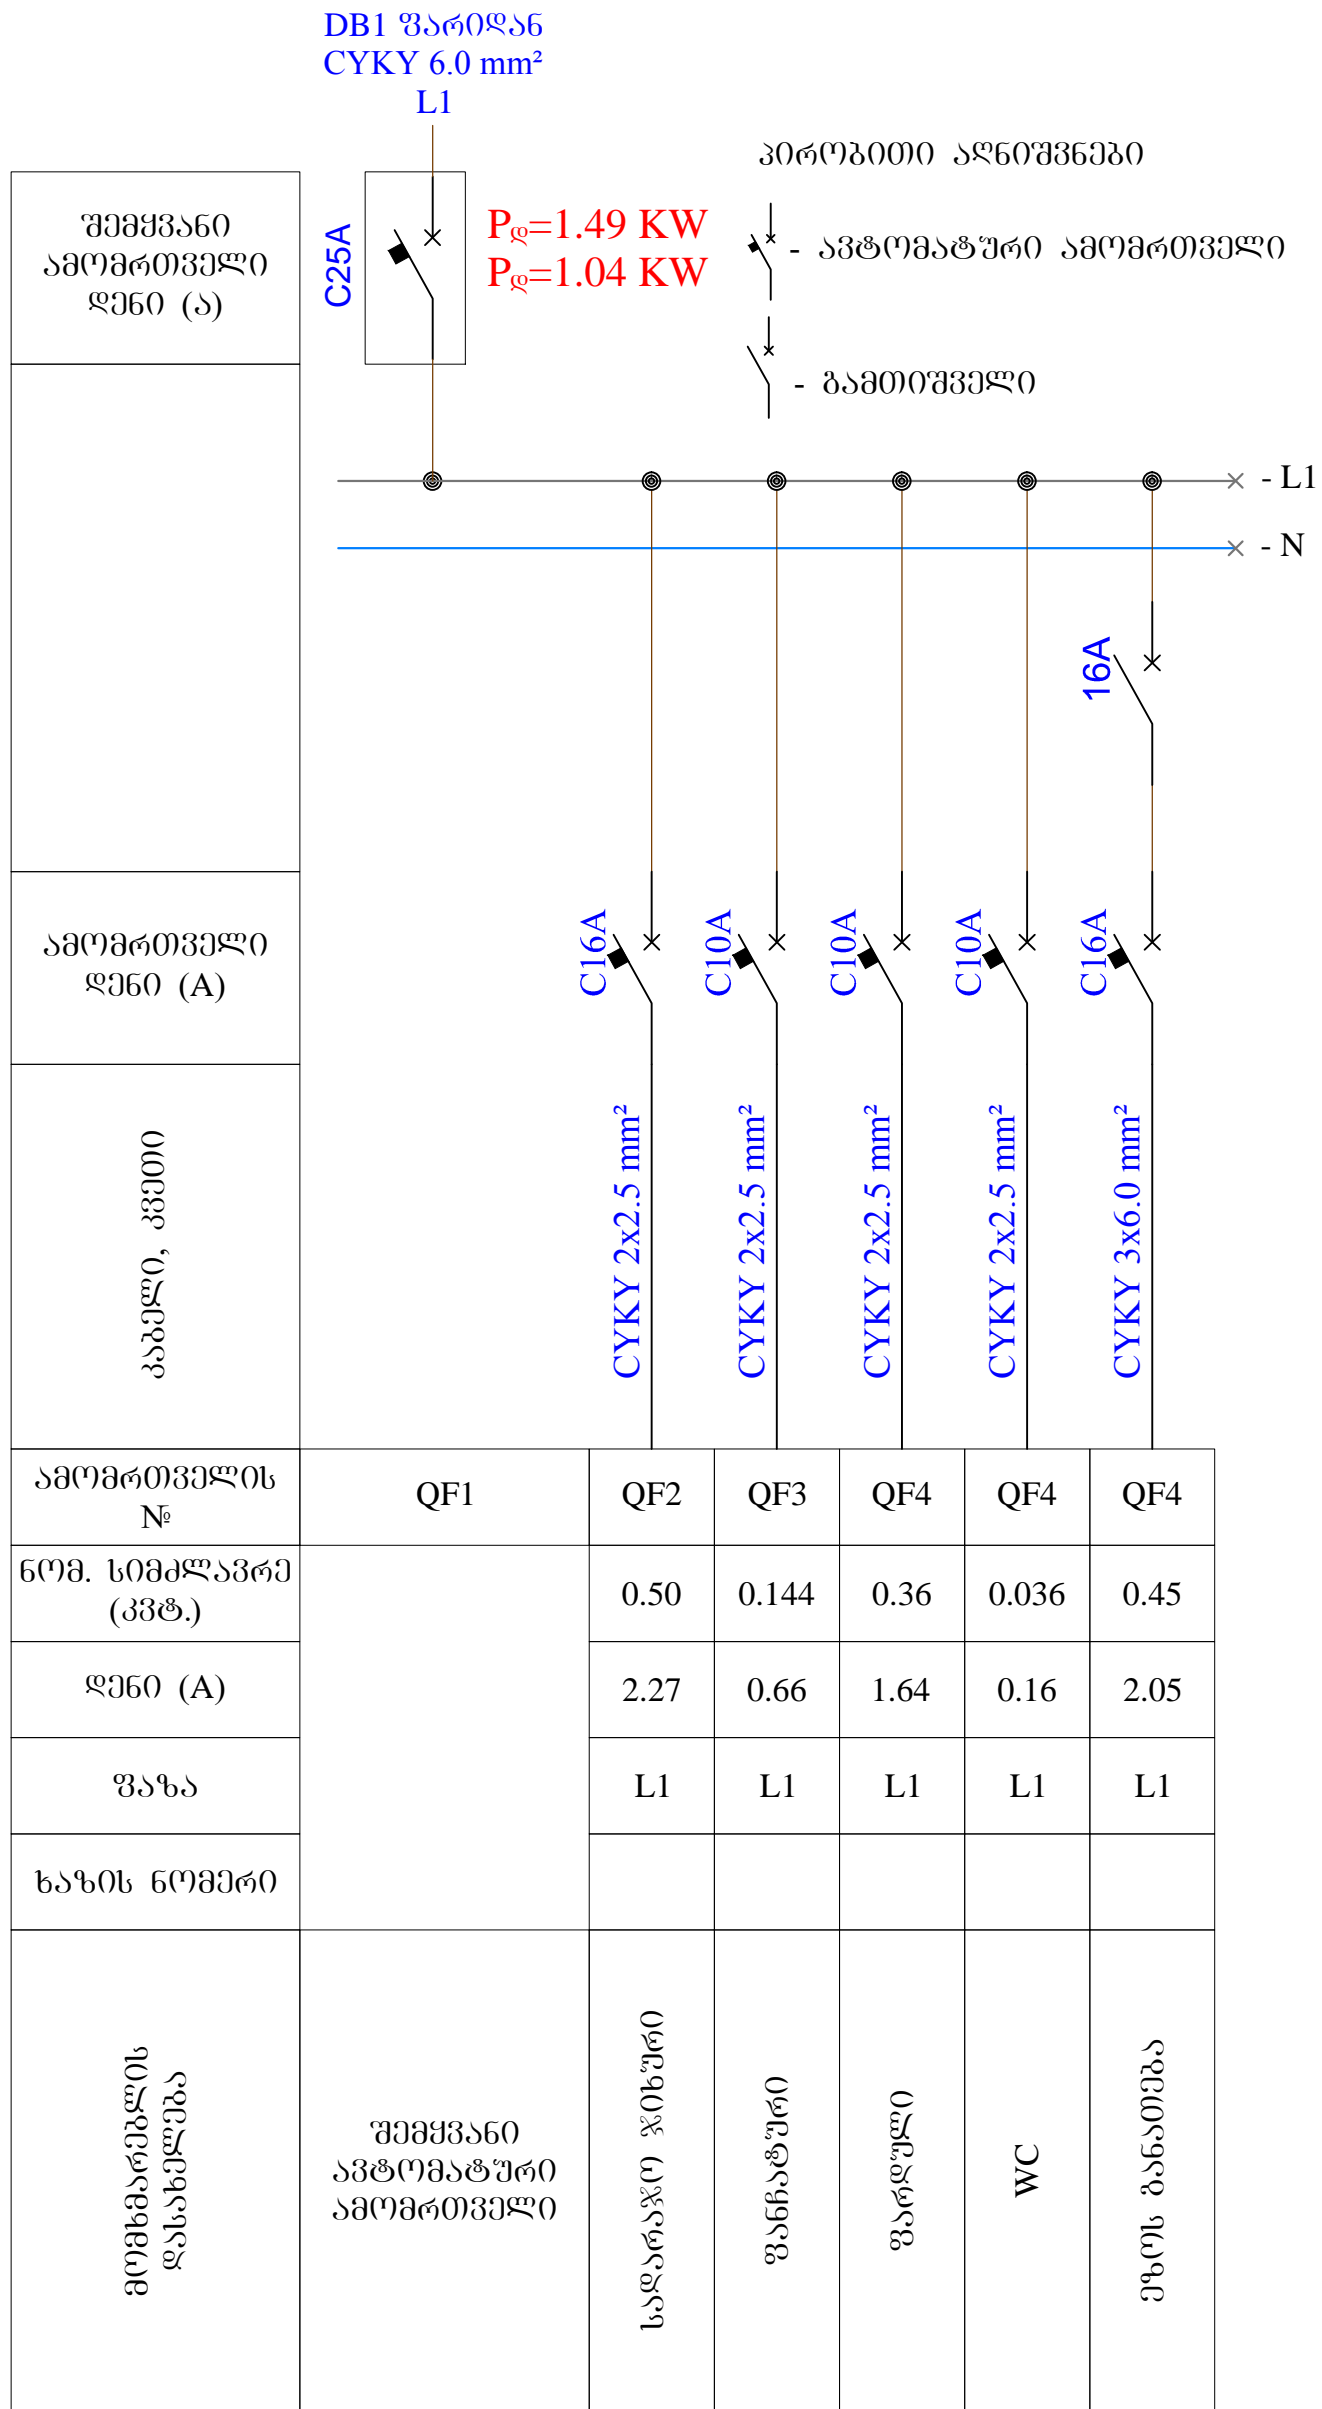 DB1 ფარიდან
CYKY 6.0 mm²
L1
პირობითი აღნიშვნები
შემყვანი
ამომრთველი
დენი (ა)
C25A
Pდ=1.49 KW
Pდ=1.04 KW
- ავტომატური ამომრთველი
- გამთიშველი
- L1
- N
16A
ამომრთველი
დენი (A)
C16A
C10A
C10A
C10A
C16A
კაბელი, კვეთი
CYKY 2x2.5 mm²
CYKY 2x2.5 mm²
CYKY 2x2.5 mm²
CYKY 2x2.5 mm²
CYKY 3x6.0 mm²
ამომრთველის
№
QF1
QF2
QF3
QF4
QF4
QF4
ნომ. სიმძლავრე
(კვტ.)
0.50
0.144
0.36
0.036
0.45
დენი (A)
2.27
0.66
1.64
0.16
2.05
ფაზა
L1
L1
L1
L1
L1
ხაზის ნომერი
მომხმარებლის
დასახელება
შემყვანი
ავტომატური
ამომრთველი
სადარაჯო ჯიხური
ფანჩატური
ფარდული
WC
ეზოს განათება